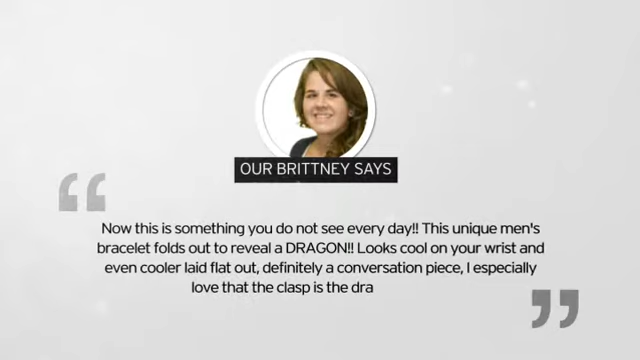 OUR BRITTNEY SAYS
Now this is something you do not see every day!! This unique men's
bracelet folds out to reveal a DRAGON!! Looks cool on your wrist and
even cooler laid flat out, definitely a conversation piece, I especially
love that the clasp is the dra